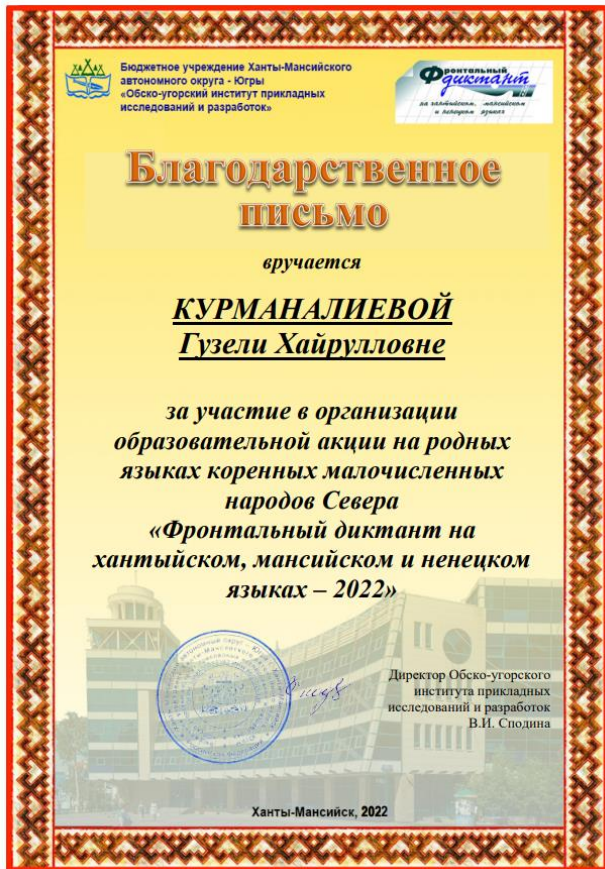 Бюджетное учреждение Ханты-Мансийского
автономного округа - Югры
«Обско-угорский институт прикладных
исследований и разработок»
Фронтальный
диктант
на хантыйском, мансийском
и ненецком языках
Благодарственное
письмо
вручается
КУРМАНАЛИЕВОЙ
Гузели Хайрулловне
за участие в организации
образовательной акции на родных
языках коренных малочисленных
народов Севера
«Фронтальный диктант на
хантыйском, мансийском и ненецком
языках – 2022»
Директор Обско-угорского
института прикладных
исследований и разработок
В.И. Сподина
Ханты-Мансийск, 2022